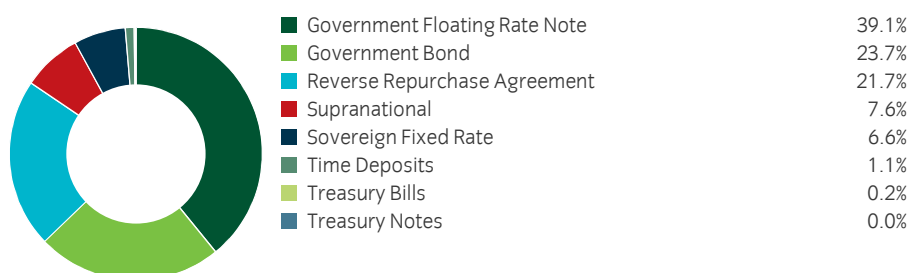 Government Floating Rate Note 39.1%
Government Bond 23.7%
Reverse Repurchase Agreement 21.7%
Supranational 7.6%
Sovereign Fixed Rate 6.6%
Time Deposits 1.1%
Treasury Bills 0.2%
Treasury Notes 0.0%